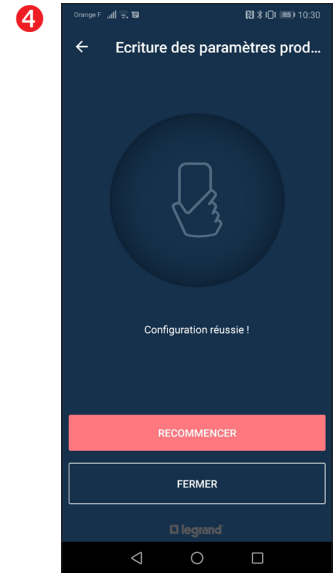 4
Orange F 10:30
Ecriture des paramètres prod...
Configuration réussie !
RECOMMENCER
FERMER
legrand